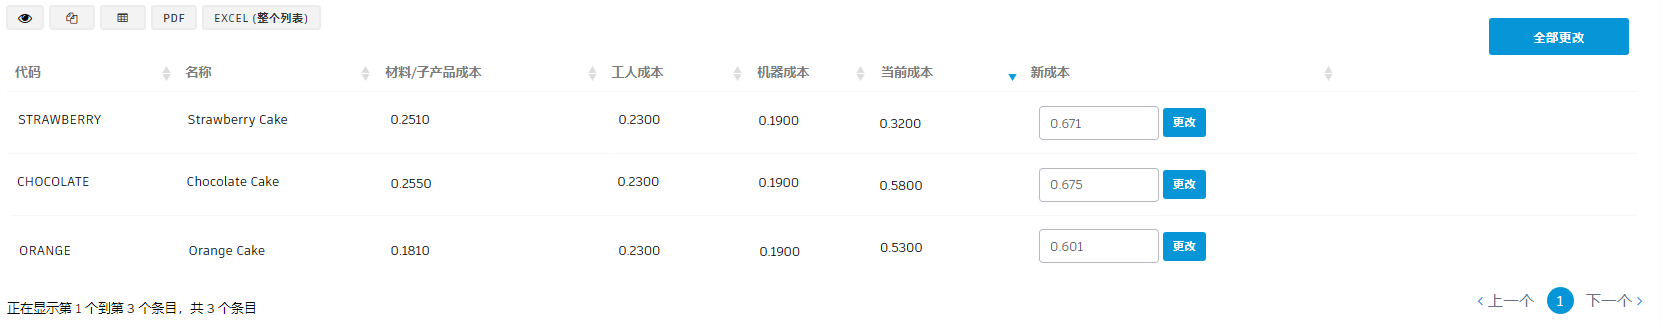 PDF EXCEL (整个列表)
全部更改
代码 名称 材料/子产品成本 工人成本 机器成本 当前成本 新成本
STRAWBERRY Strawberry Cake 0.2510 0.2300 0.1900 0.3200 0.671 更改
CHOCOLATE Chocolate Cake 0.2550 0.2300 0.1900 0.5800 0.675 更改
ORANGE Orange Cake 0.1810 0.2300 0.1900 0.5300 0.601 更改
正在显示第 1 个到第 3 个条目，共 3 个条目
上一个 1 下一个